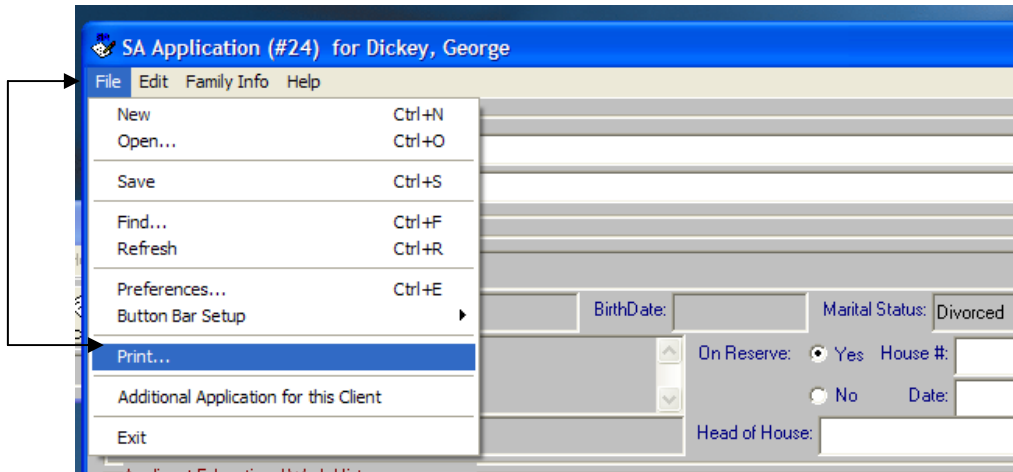 SA Application (#24) for Dickey, George
File Edit Family Info Help
New Ctrl+N
Open... Ctrl+O
Save Ctrl+S
Find... Ctrl+F
Refresh Ctrl+R
Preferences... Ctrl+E
Button Bar Setup
BirthDate: Marital Status: Divorced
Print...
On Reserve: Yes House #:
Additional Application for this Client
No Date:
Exit
Head of House: